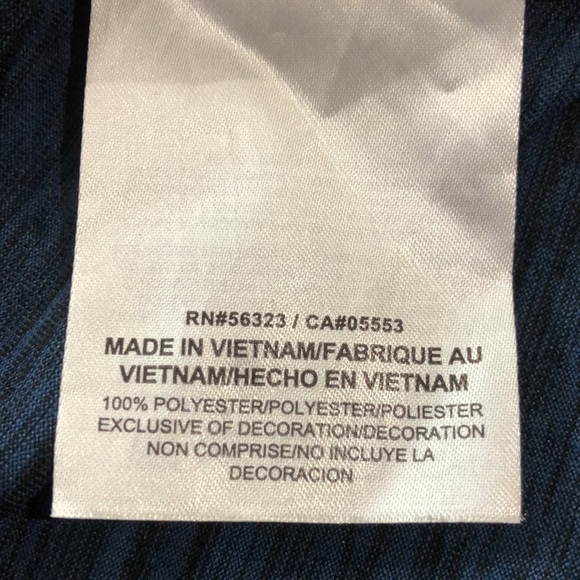 RN#56323 / CA#05553
MADE IN VIETNAM/FABRIQUE AU
VIETNAM/HECHO EN VIETNAM
100% POLYESTER/POLYESTER/POLIESTER
EXCLUSIVE OF DECORATION/DECORATION
NON COMPRISE/NO INCLUYE LA
DECORACION